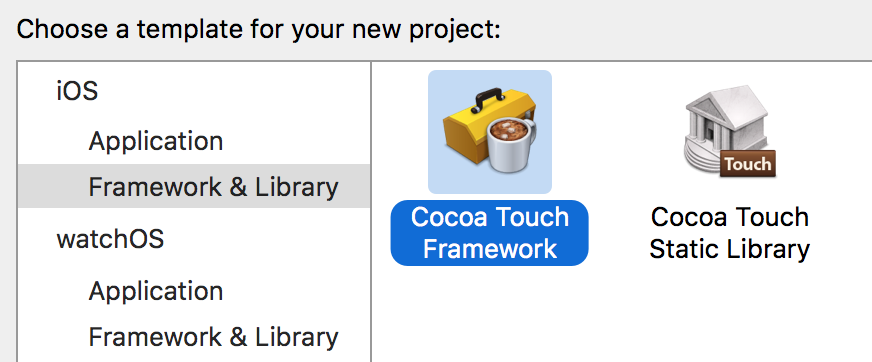 Choose a template for your new project:
iOS
Application
Framework & Library
watchOS
Application
Framework & Library
Cocoa Touch
Framework
Touch
Cocoa Touch
Static Library